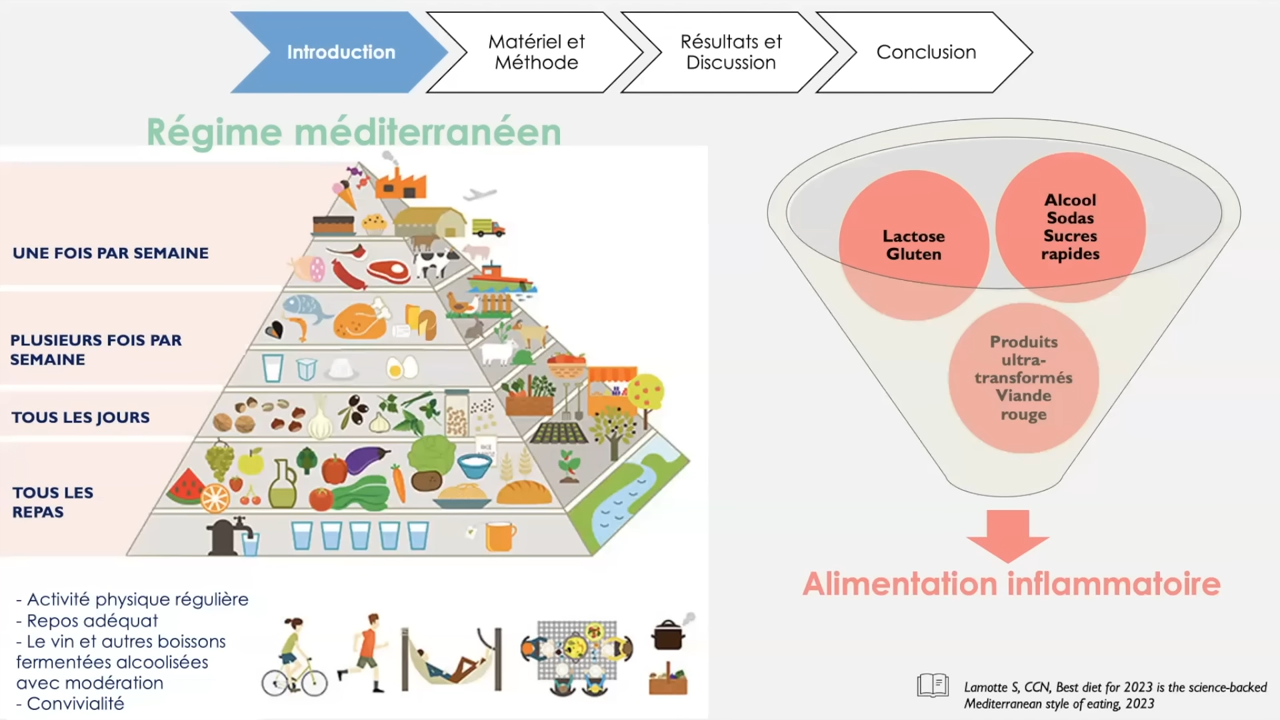 Introduction
Matériel et
Méthode
Résultats et
Discussion
Conclusion
Régime méditerranéen
UNE FOIS PAR SEMAINE
PLUSIEURS FOIS PAR
SEMAINE
TOUS LES JOURS
TOUS LES
REPAS
- Activité physique régulière
- Repos adéquat
- Le vin et autres boissons
fermentées alcoolisées
avec modération
- Convivialité
Lactose
Gluten
Alcool
Sodas
Sucres
rapides
Produits
ultra-
transformés
Viande
rouge
Alimentation inflammatoire
Lamotte S, CCN, Best diet for 2023 is the science-backed
Mediterranean style of eating, 2023